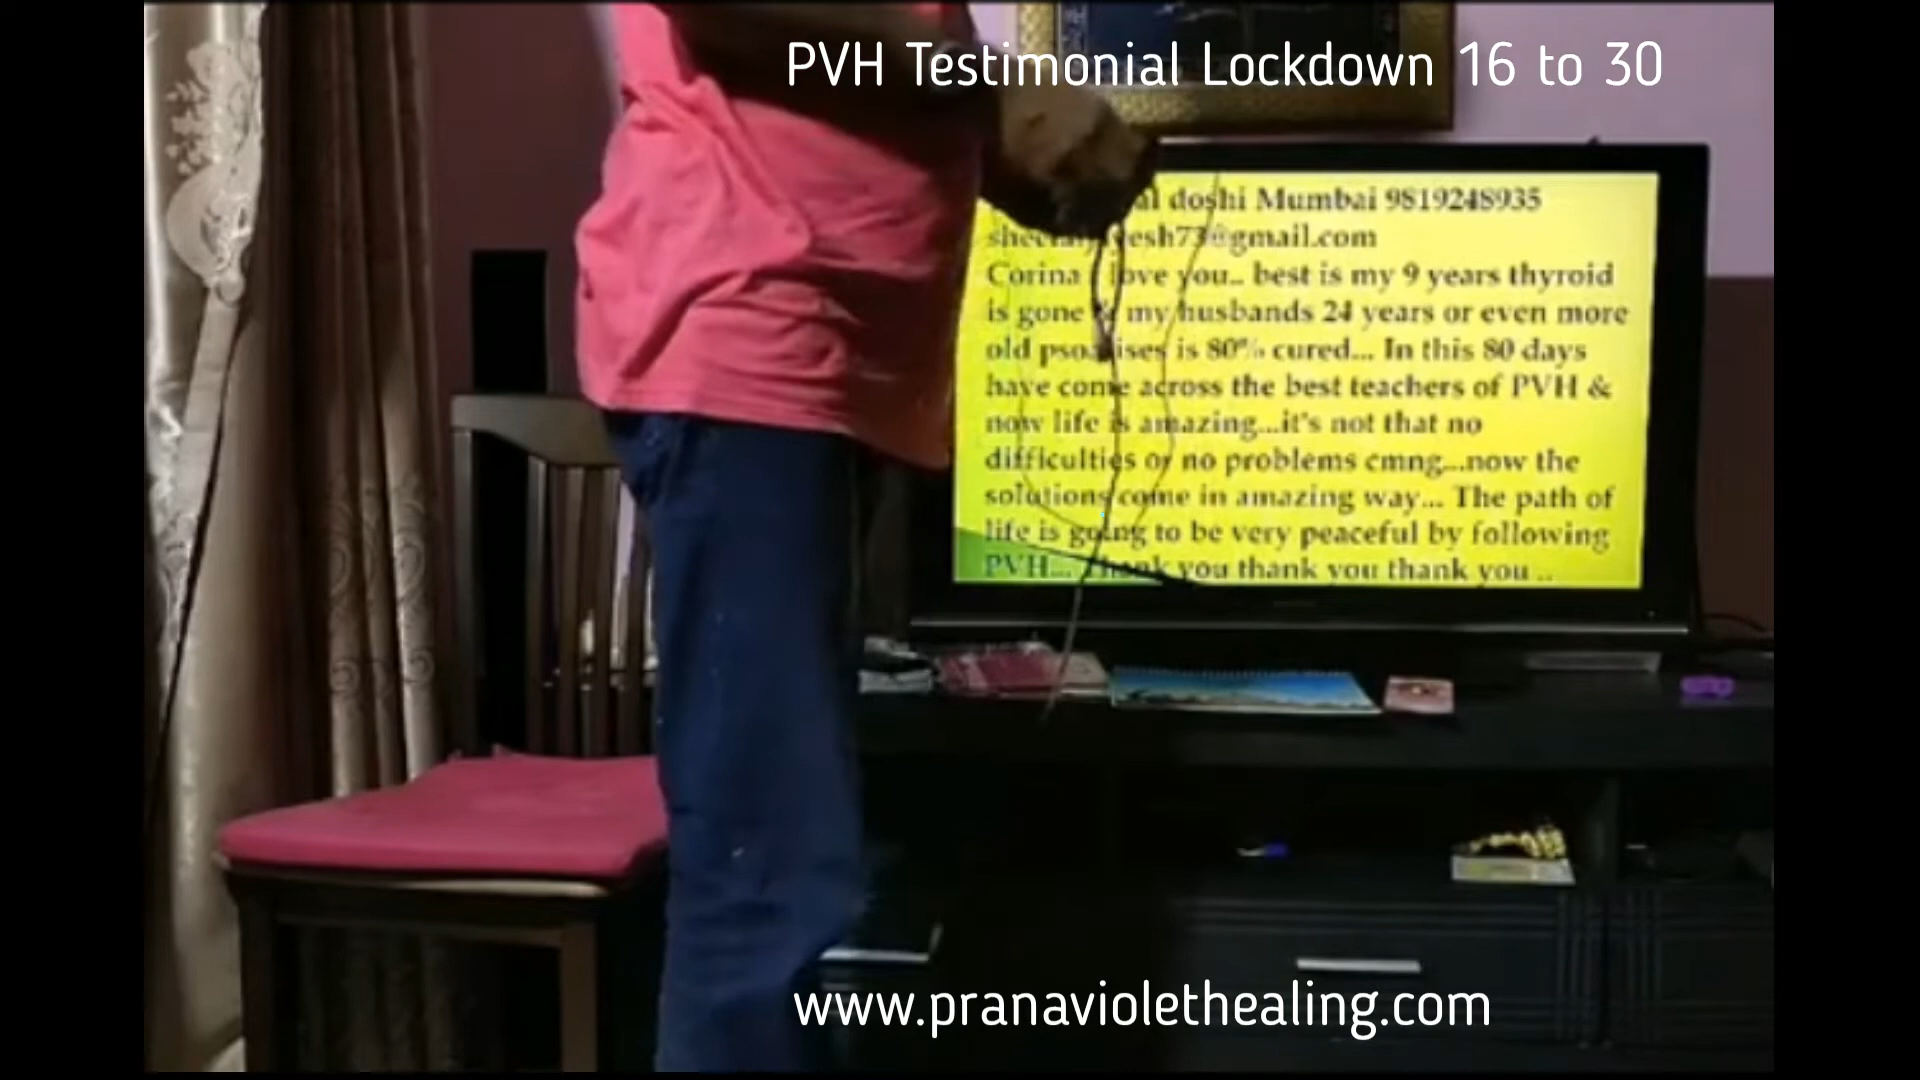 PVH Testimonial Lockdown 16 to 30
doshi Mumbai 9819248935
Corina love you.. best is my 9 years thyroid
is gone & my husbands 24 years or even more
old is 80% cured... In this 80 days
have come across the best teachers of PVH &
now life is amazing...it's not that no
difficulties or no problems cmng...now the
solutions come in amazing way... The path of
life is going to be very peaceful by following
PVH... Thank you thank you thank you ..
www.pranaviolethealing.com